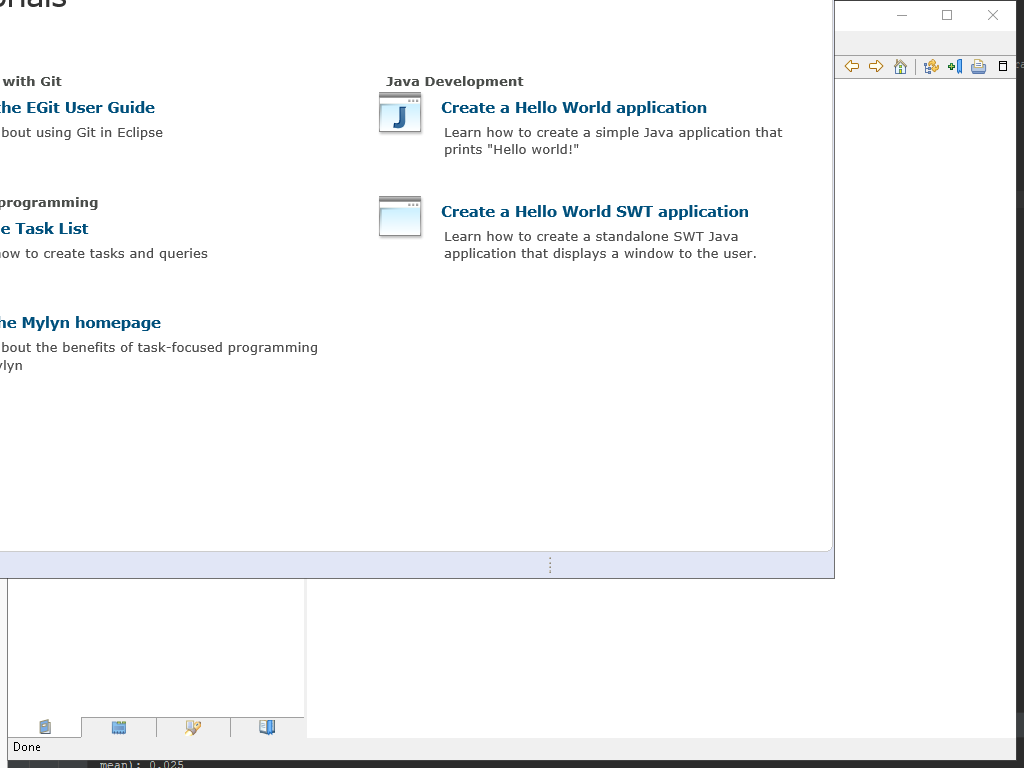 with Git
the EGit User Guide
bout using Git in Eclipse
programming
e Task List
now to create tasks and queries
he Mylyn homepage
bout the benefits of task-focused programming
ylyn
Java Development
Create a Hello World application
Learn how to create a simple Java application that
prints "Hello world!"
Create a Hello World SWT application
Learn how to create a standalone SWT Java
application that displays a window to the user.
Done
mean): 0.025